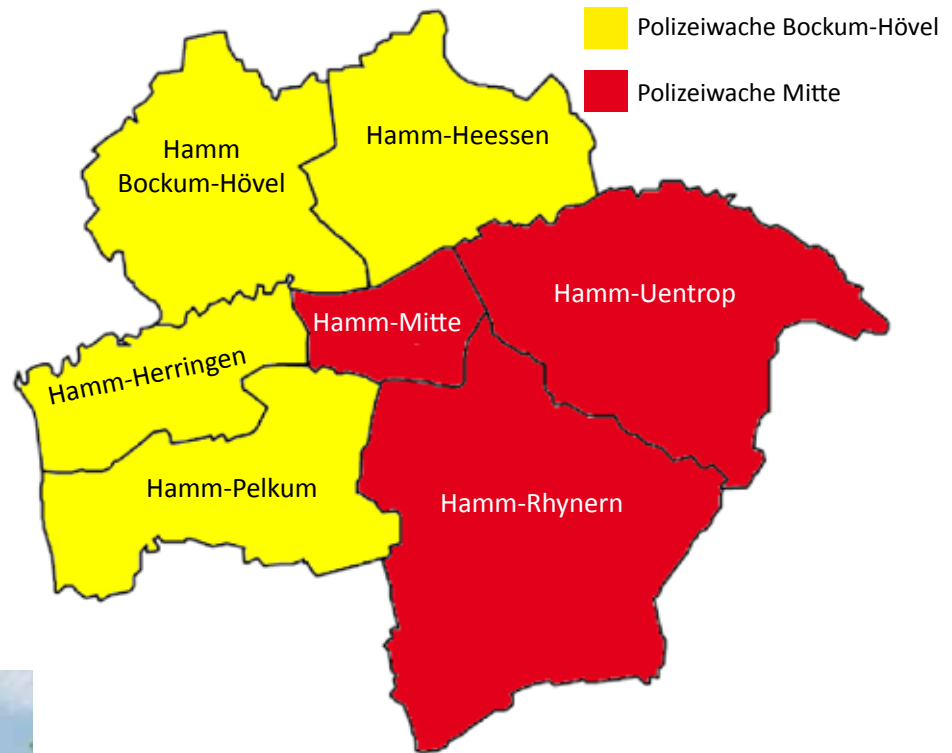 Polizeiwache Bockum-Hövel
Polizeiwache Mitte
Hamm
Bockum-Hövel
Hamm-Heessen
Hamm-Uentrop
Hamm-Mitte
Hamm-Herringen
Hamm-Pelkum
Hamm-Rhynern